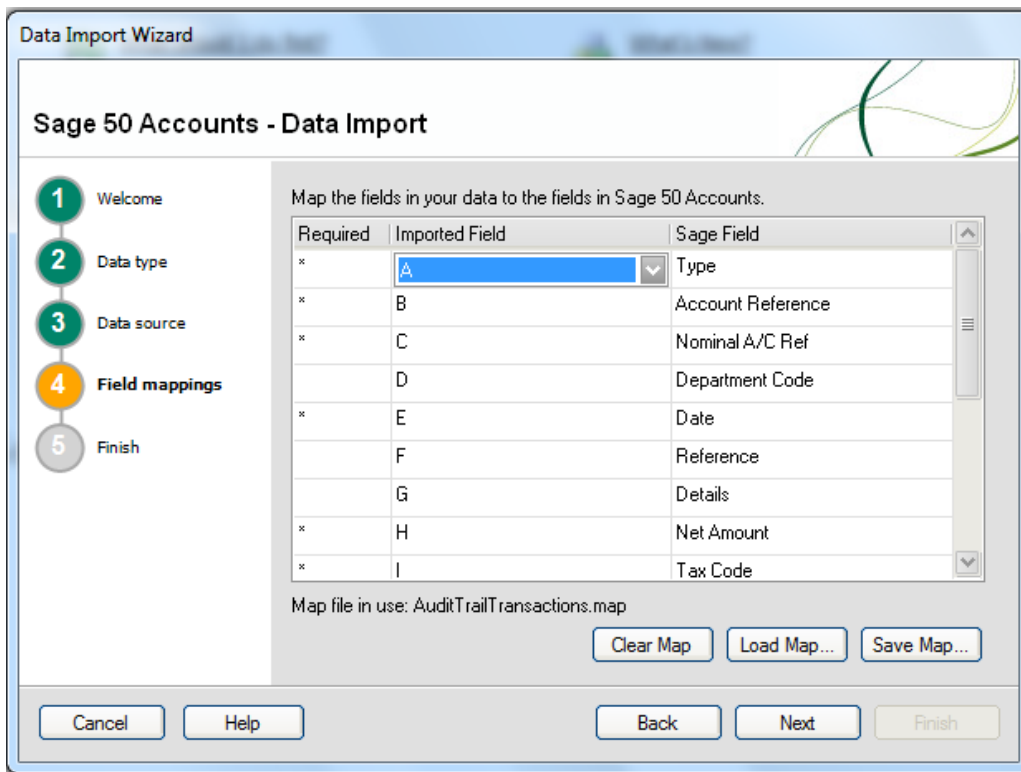 Data Import Wizard
Sage 50 Accounts - Data Import
1 Welcome
2 Data type
3 Data source
4 Field mappings
5 Finish
Map the fields in your data to the fields in Sage 50 Accounts.
Required Imported Field Sage Field
* A Type
* B Account Reference
* C Nominal A/C Ref
D Department Code
* E Date
F Reference
G Details
* H Net Amount
* I Tax Code
Map file in use: AuditTrailTransactions.map
Clear Map Load Map... Save Map...
Cancel Help Back Next Finish